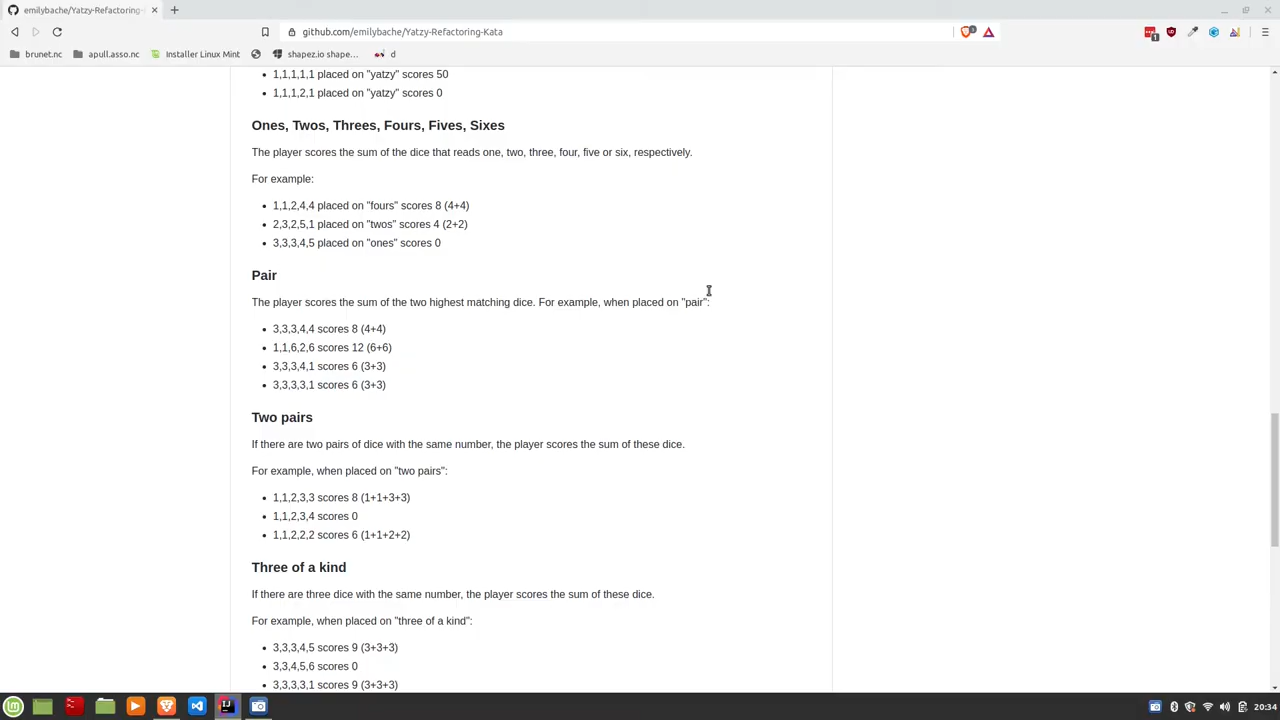 emilybache/Yatzy-Refactoring-
github.com/emilybache/Yatzy-Refactoring-Kata
1
1
brunet.nc
apull.asso.nc
Installer Linux Mint
shapez.io shape...
d
1,1,1,1,1 placed on "yatzy" scores 50
1,1,1,2,1 placed on "yatzy" scores 0
Ones, Twos, Threes, Fours, Fives, Sixes
The player scores the sum of the dice that reads one, two, three, four, five or six, respectively.
For example:
1,1,2,4,4 placed on "fours" scores 8 (4+4)
2,3,2,5,1 placed on "twos" scores 4 (2+2)
3,3,3,4,5 placed on "ones" scores 0
Pair
The player scores the sum of the two highest matching dice. For example, when placed on "pair":
3,3,3,4,4 scores 8 (4+4)
1,1,6,2,6 scores 12 (6+6)
3,3,3,4,1 scores 6 (3+3)
3,3,3,3,1 scores 6 (3+3)
Two pairs
If there are two pairs of dice with the same number, the player scores the sum of these dice.
For example, when placed on "two pairs":
1,1,2,3,3 scores 8 (1+1+3+3)
1,1,2,3,4 scores 0
1,1,2,2,2 scores 6 (1+1+2+2)
Three of a kind
If there are three dice with the same number, the player scores the sum of these dice.
For example, when placed on "three of a kind":
3,3,3,4,5 scores 9 (3+3+3)
3,3,4,5,6 scores 0
3,3,3,3,1 scores 9 (3+3+3)
20:34